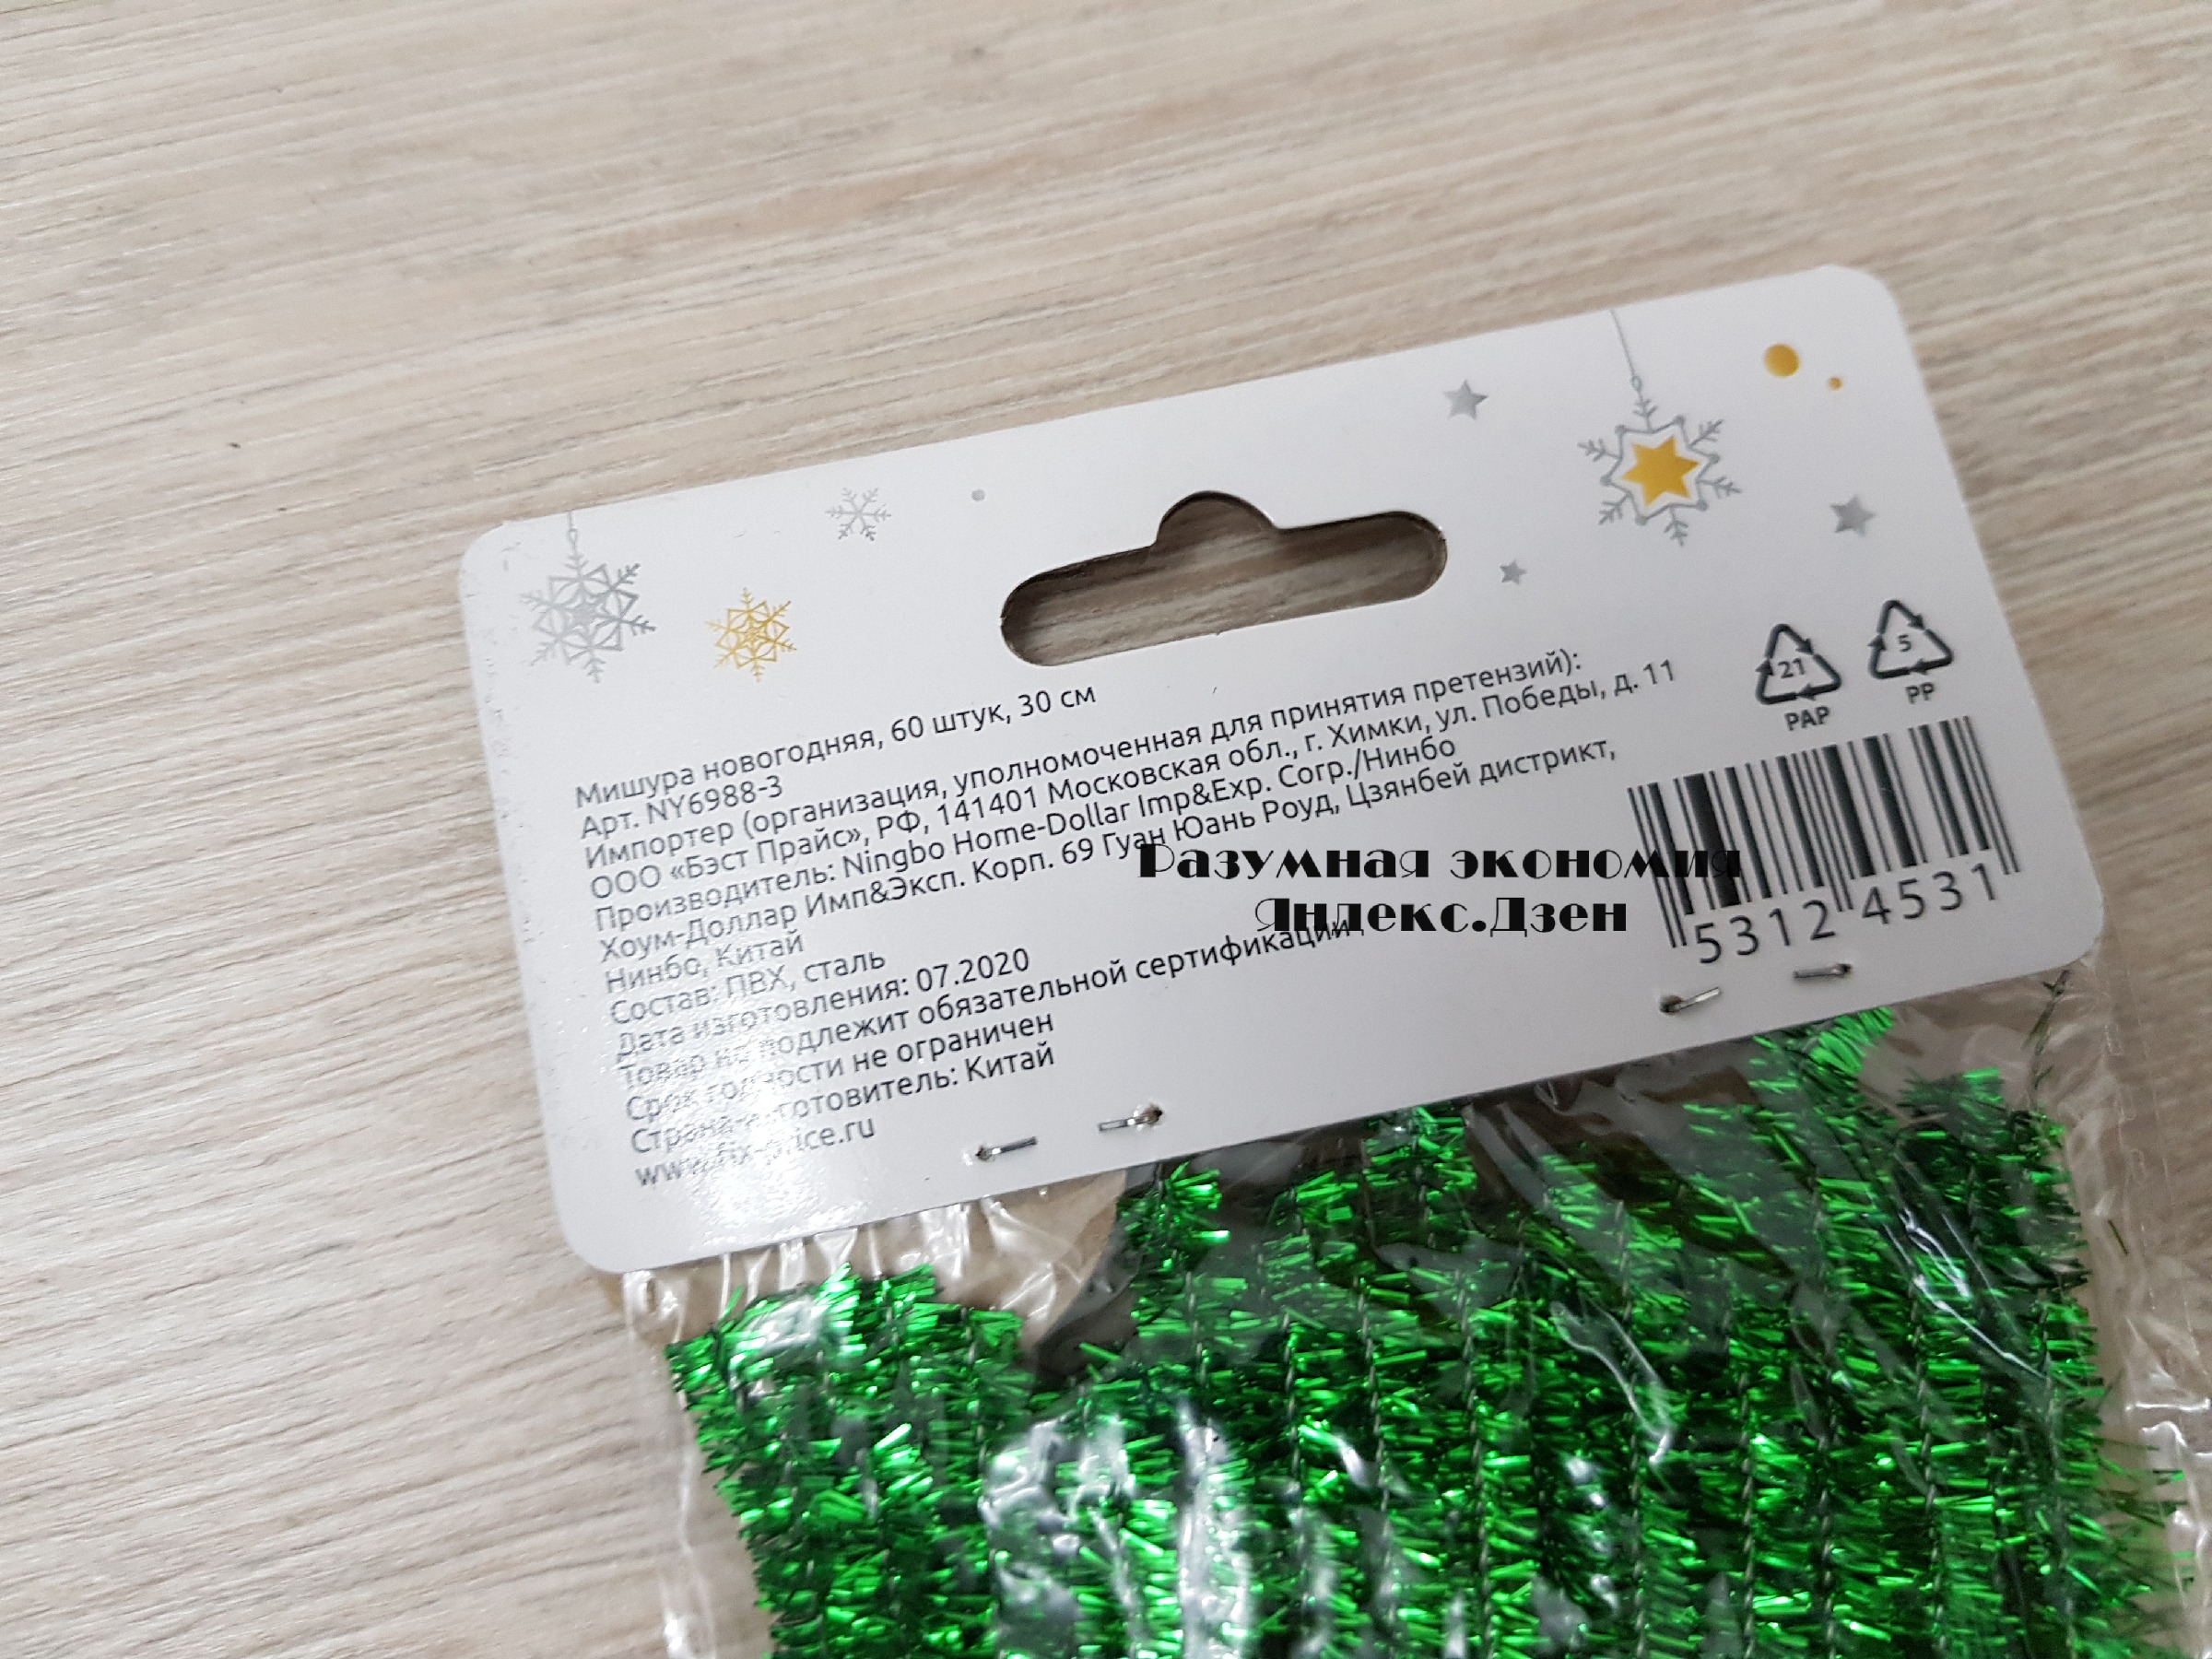 Мишура новогодняя, 60 штук, 30 см
Арт. NY6988-3
Импортер (организация, уполномоченная для принятия претензий):
ООО «Бэст Прайс», РФ, 141401 Московская обл., г. Химки, ул. Победы, д. 11
Производитель: Ningbo Home-Dollar Imp&Exp. Corp./Нинбо
Хоум-Доллар Имп&Эксп. Корп. 69 Гуан Юань Роуд, Цзянбей дистрикт,
Нинбо, Китай
Состав: ПВХ, сталь
Дата изготовления: 07.2020
Товар не подлежит обязательной сертификации
Срок годности не ограничен
Страна-изготовитель: Китай
www.fix-price.ru
21
PAP
5
PP
5312 4531
Разумная экономия
Яндекс.Дзен